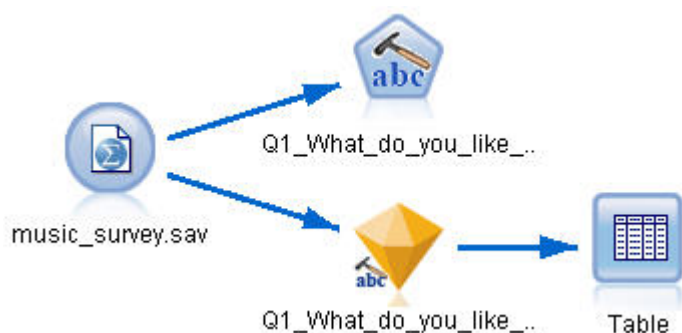 abc
Q1_What_do_you_like_..
music_survey.sav
abc
Q1_What_do_you_like_..
Table